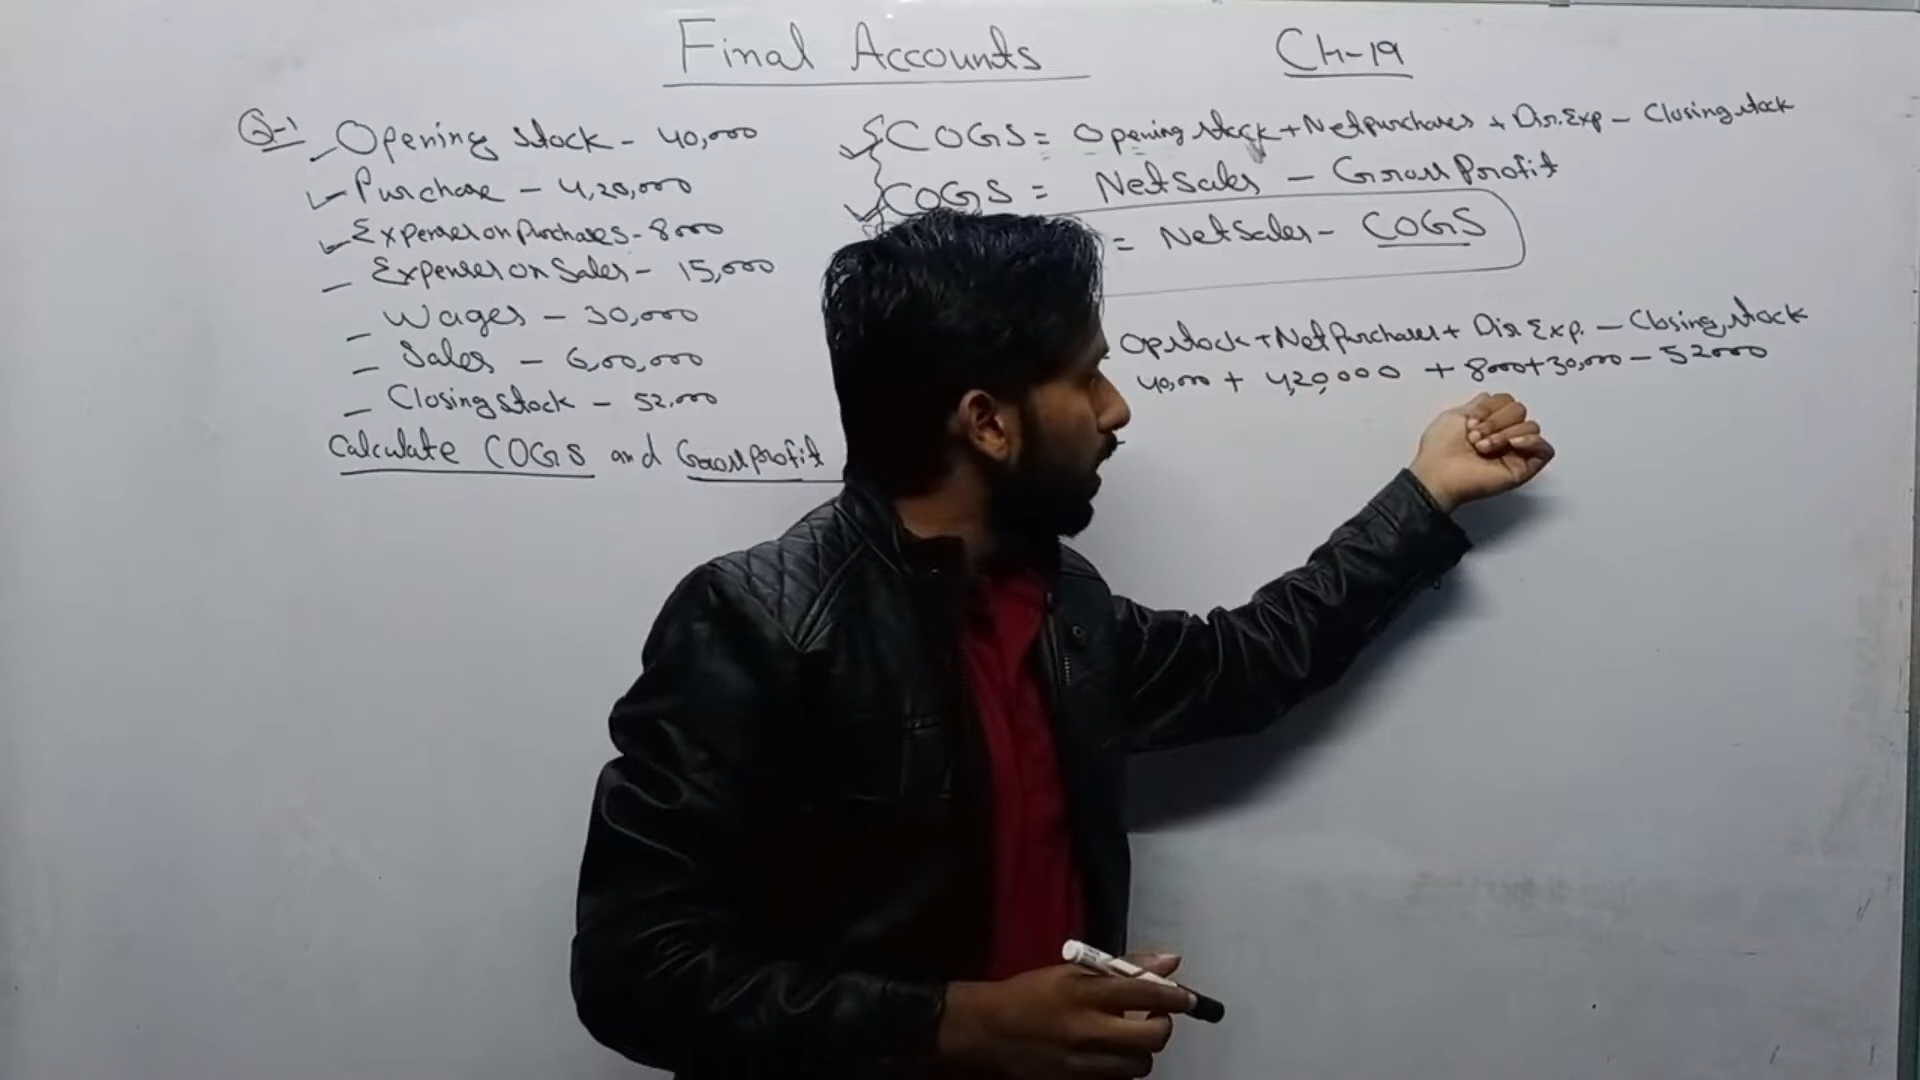 Final Accounts
Ch-19
Q-1
Opening stock - 40,000
Purchase - 4,20,000
Expenses on Purchases - 8000
Expenses on Sales - 15,000
Wages - 30,000
Sales - 6,00,000
Closing stock - 52,000
Calculate COGS and Gross profit
COGS = Opening stock + Net purchases + Dir. Exp - Closing stock
COGS = Net Sales - Gross Profit
= Net Sales - COGS
Op stock + Net Purchases + Dir Exp. - Closing stock
40,000 + 4,20,000 + 8000 + 30,000 - 52000